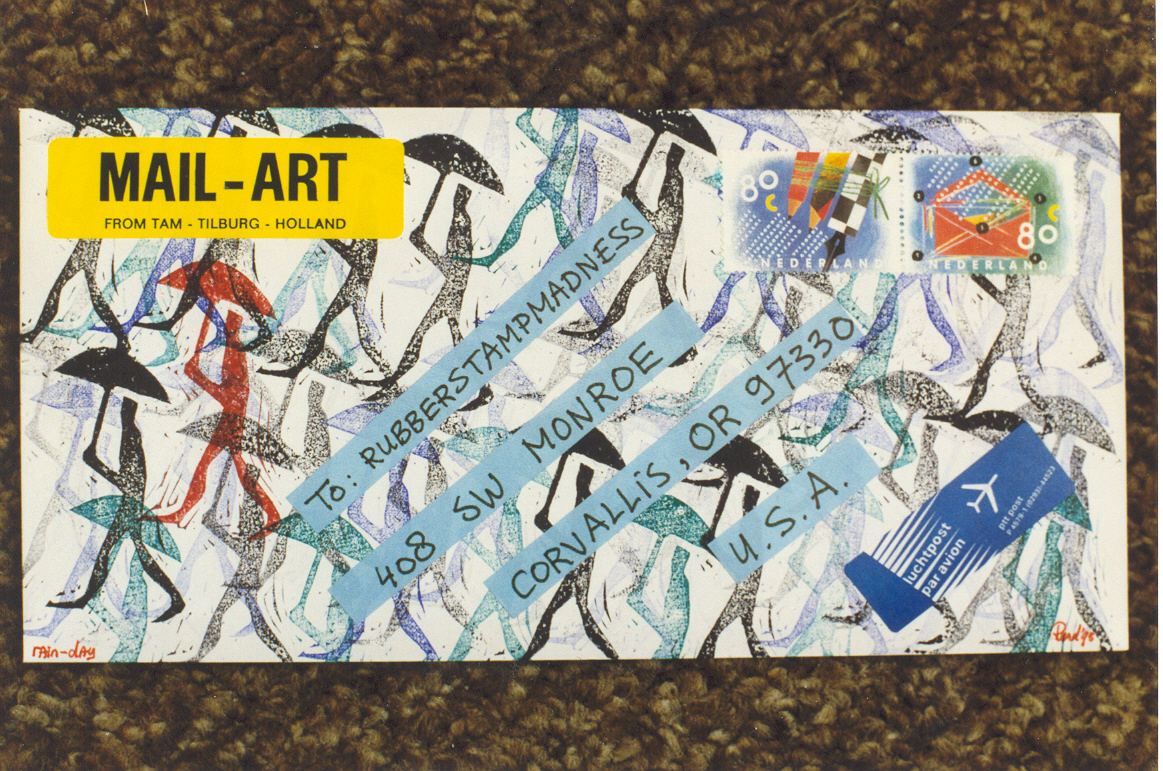 MAIL-ART
FROM TAM - TILBURG - HOLLAND
80 c
NEDERLAND
80 c
NEDERLAND
To: RUBBERSTAMPMADNESS
408 SW MONROE
CORVALLiS, OR 97330
U.S.A.
luchtpost
par avion
ptt post
rAin-dAy